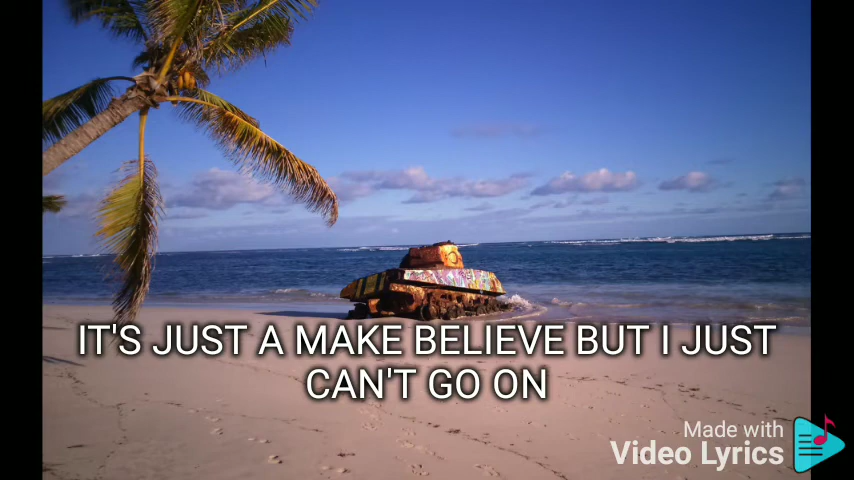 IT'S JUST A MAKE BELIEVE BUT I JUST
CAN'T GO ON
Made with
Video Lyrics